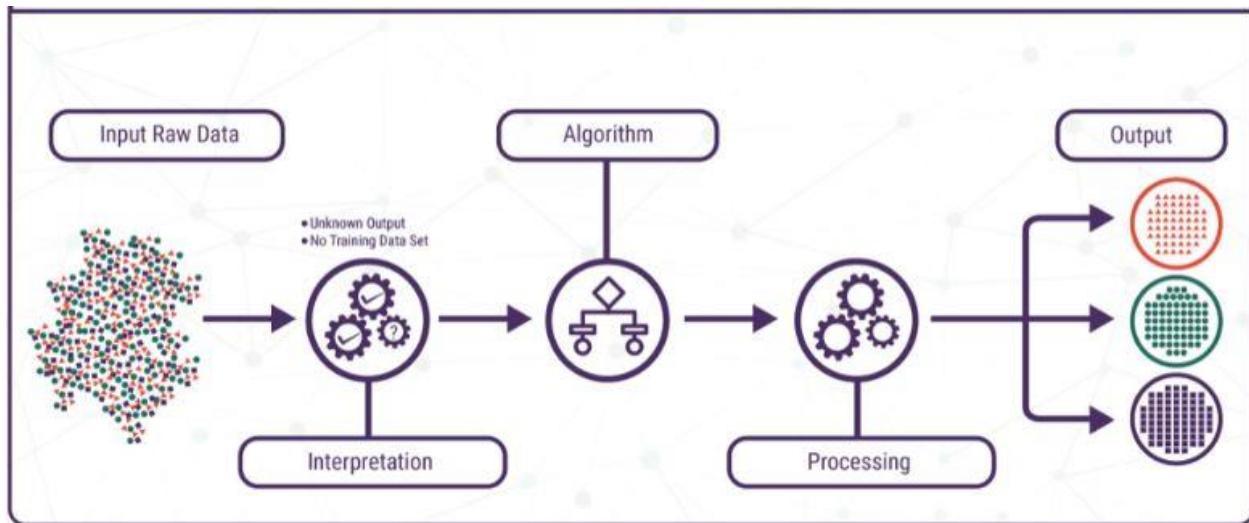 Input Raw Data
Algorithm
Output
● Unknown Output
● No Training Data Set
?
Interpretation
Processing